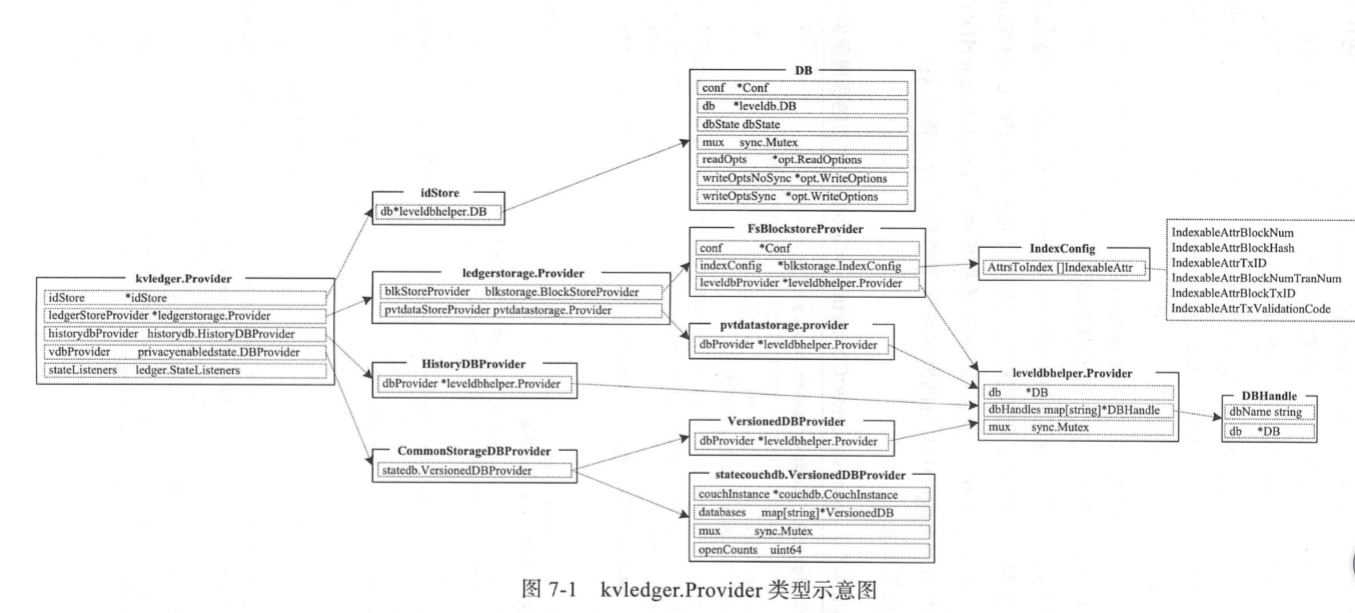 DB
conf *Conf
db *leveldb.DB
dbState dbState
mux sync.Mutex
readOpts *opt.ReadOptions
writeOptsNoSync *opt.WriteOptions
writeOptsSync *opt.WriteOptions
idStore
db*leveldbhelper.DB
FsBlockstoreProvider
conf *Conf
indexConfig *blkstorage.IndexConfig
leveldbProvider *leveldbhelper.Provider
IndexConfig
AttrsToIndex []IndexableAttr
IndexableAttrBlockNum
IndexableAttrBlockHash
IndexableAttrTxID
IndexableAttrBlockNumTranNum
IndexableAttrBlockTxID
IndexableAttrTxValidationCode
kvledger.Provider
idStore *idStore
ledgerStoreProvider *ledgerstorage.Provider
historydbProvider historydb.HistoryDBProvider
vdbProvider privacyenabledstate.DBProvider
stateListeners ledger.StateListeners
ledgerstorage.Provider
blkStoreProvider blkstorage.BlockStoreProvider
pvtdataStoreProvider pvtdatastorage.Provider
pvtdatastorage.provider
dbProvider *leveldbhelper.Provider
HistoryDBProvider
dbProvider *leveldbhelper.Provider
leveldbhelper.Provider
db *DB
dbHandles map[string]*DBHandle
mux sync.Mutex
DBHandle
dbName string
db *DB
VersionedDBProvider
dbProvider *leveldbhelper.Provider
CommonStorageDBProvider
statedb.VersionedDBProvider
statecouchdb.VersionedDBProvider
couchInstance *couchdb.CouchInstance
databases map[string]*VersionedDB
mux sync.Mutex
openCounts uint64
图 7-1 kvledger.Provider 类型示意图